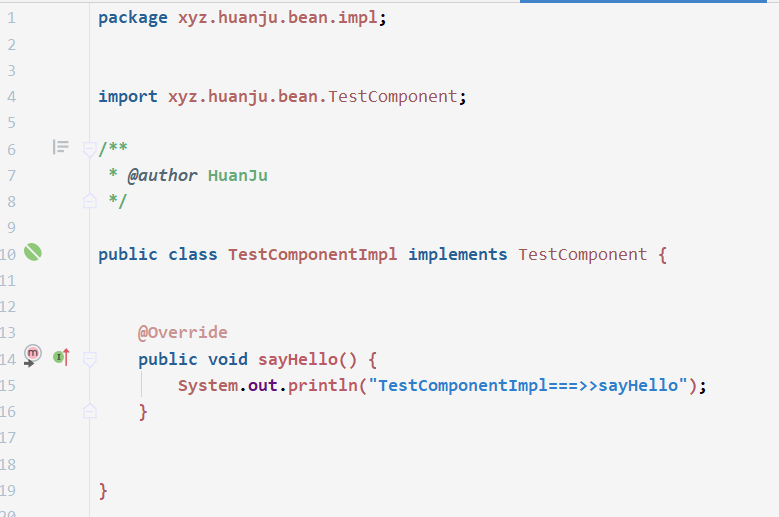 1 package xyz.huanju.bean.impl;
2
3
4 import xyz.huanju.bean.TestComponent;
5
6 /**
7 * @author HuanJu
8 */
9
10 public class TestComponentImpl implements TestComponent {
11
12
13 @Override
14 public void sayHello() {
15 System.out.println("TestComponentImpl===>>sayHello");
16 }
17
18
19 }
20